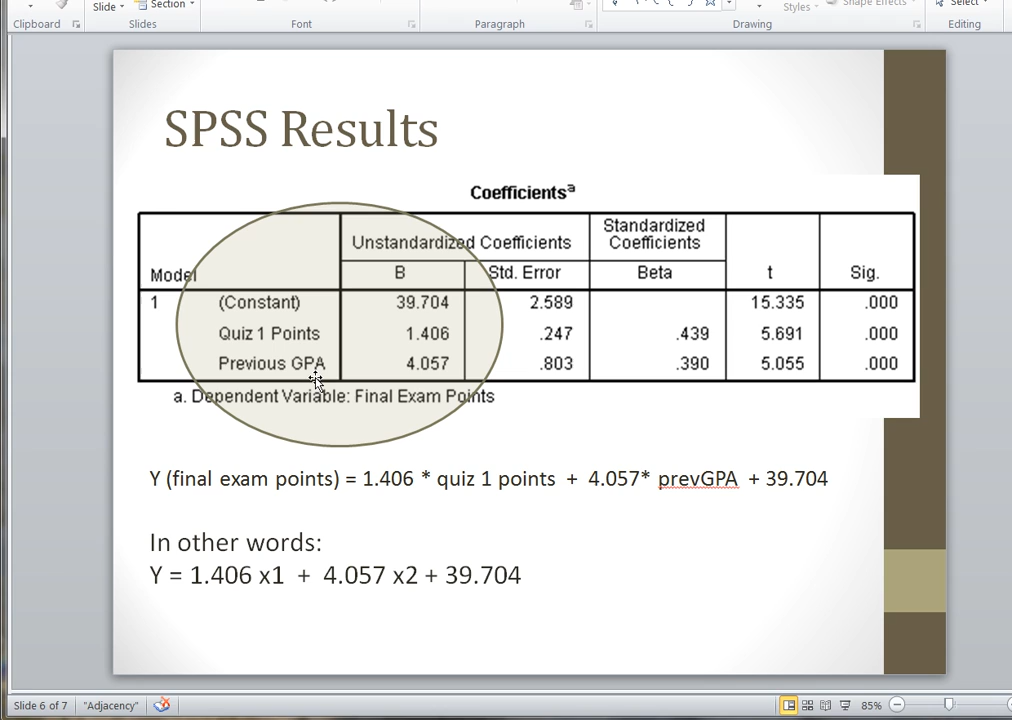 Slide Section Styles Shape Effects Select
Clipboard Slides Font Paragraph Drawing Editing
SPSS Results
Coefficientsa
Model Unstandardized Coefficients Standardized Coefficients t Sig.
B Std. Error Beta
1 (Constant) 39.704 2.589 15.335 .000
Quiz 1 Points 1.406 .247 .439 5.691 .000
Previous GPA 4.057 .803 .390 5.055 .000
a. Dependent Variable: Final Exam Points
Y (final exam points) = 1.406 * quiz 1 points + 4.057* prevGPA + 39.704
In other words:
Y = 1.406 x1 + 4.057 x2 + 39.704
Slide 6 of 7 "Adjacency" 85%